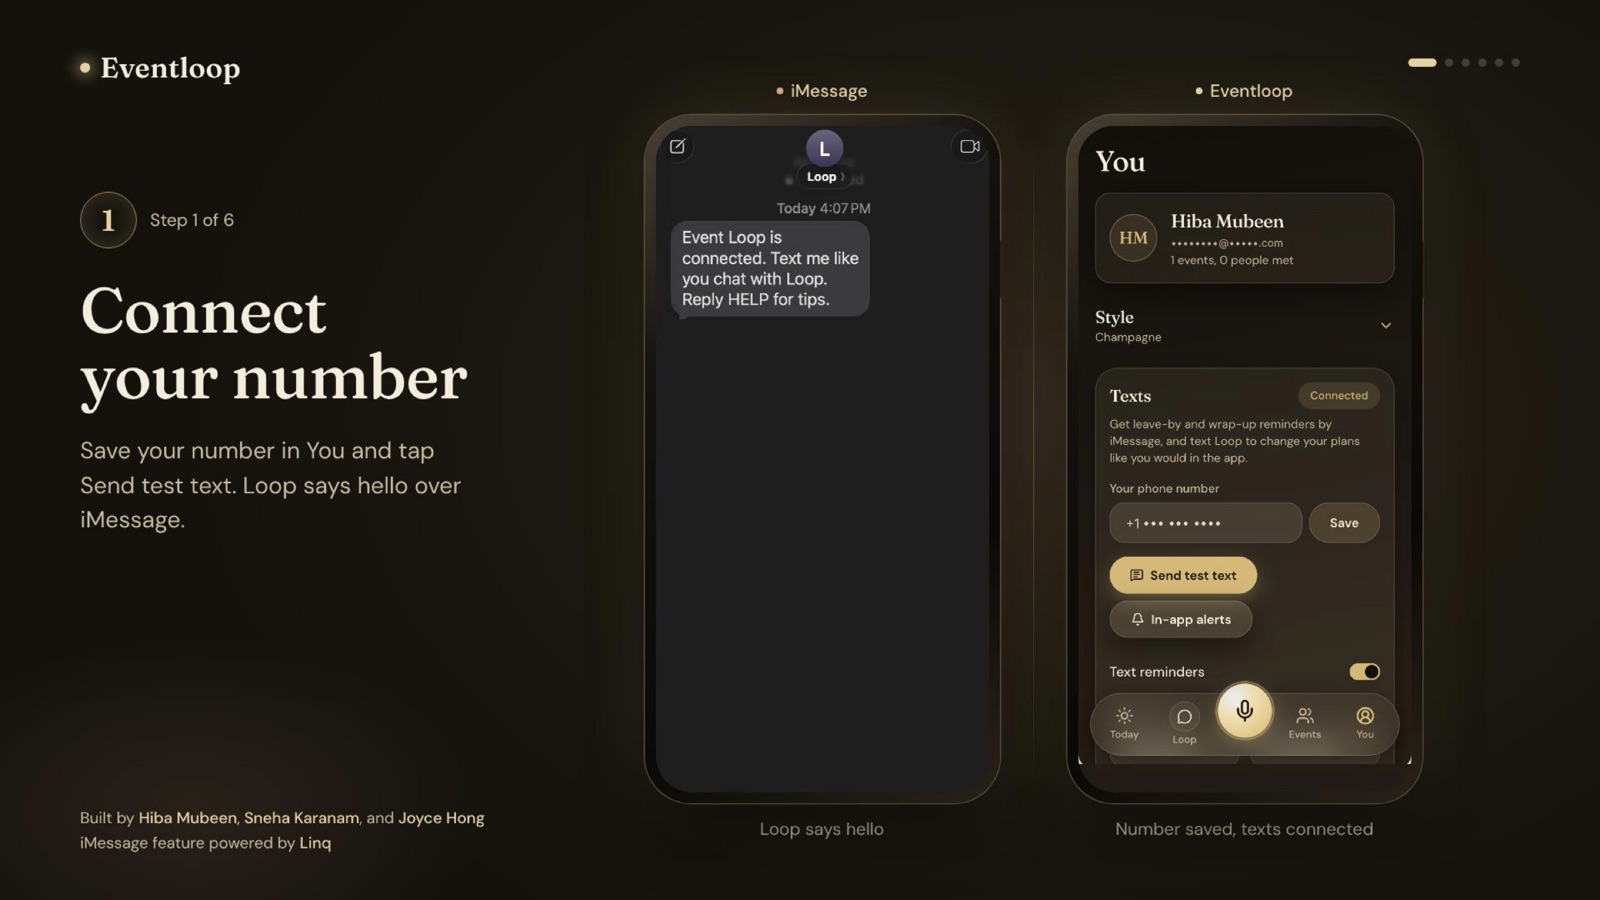 Eventloop
1
Step 1 of 6
Connect
your number
Save your number in You and tap
Send test text. Loop says hello over
iMessage.
Built by Hiba Mubeen, Sneha Karanam, and Joyce Hong
iMessage feature powered by Linq
iMessage
L
Loop
Today 4:07 PM
Event Loop is
connected. Text me like
you chat with Loop.
Reply HELP for tips.
Loop says hello
Eventloop
You
HM
Hiba Mubeen
••••••••@•••••.com
1 events, 0 people met
Style
Champagne
Texts
Connected
Get leave-by and wrap-up reminders by
iMessage, and text Loop to change your plans
like you would in the app.
Your phone number
+1 ••• ••• ••••
Save
Send test text
In-app alerts
Text reminders
Today
Loop
Events
You
Number saved, texts connected